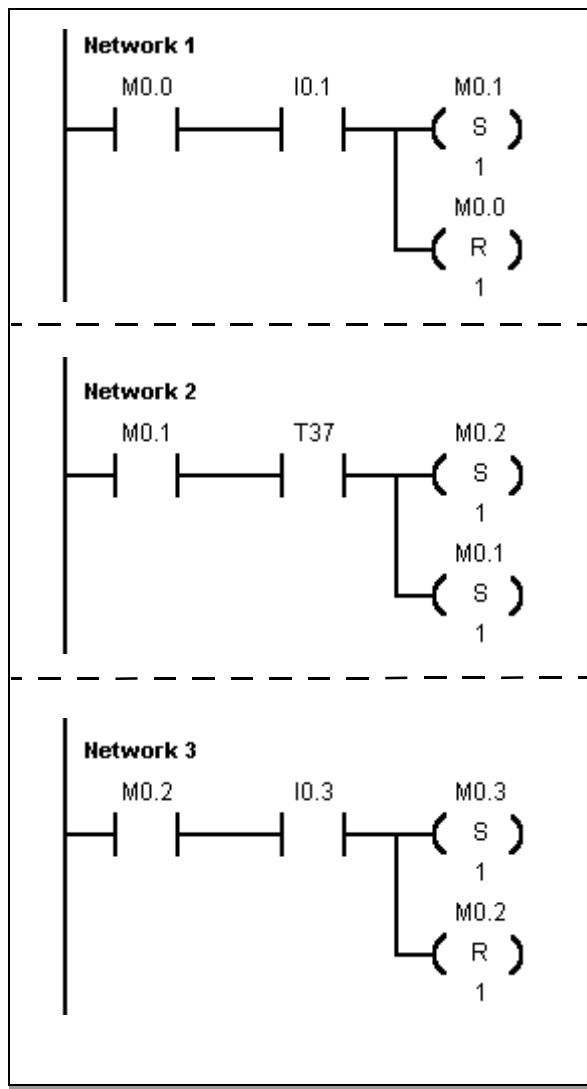 Network 1
M0.0 I0.1 M0.1
S
1
M0.0
R
1
Network 2
M0.1 T37 M0.2
S
1
M0.1
S
1
Network 3
M0.2 I0.3 M0.3
S
1
M0.2
R
1